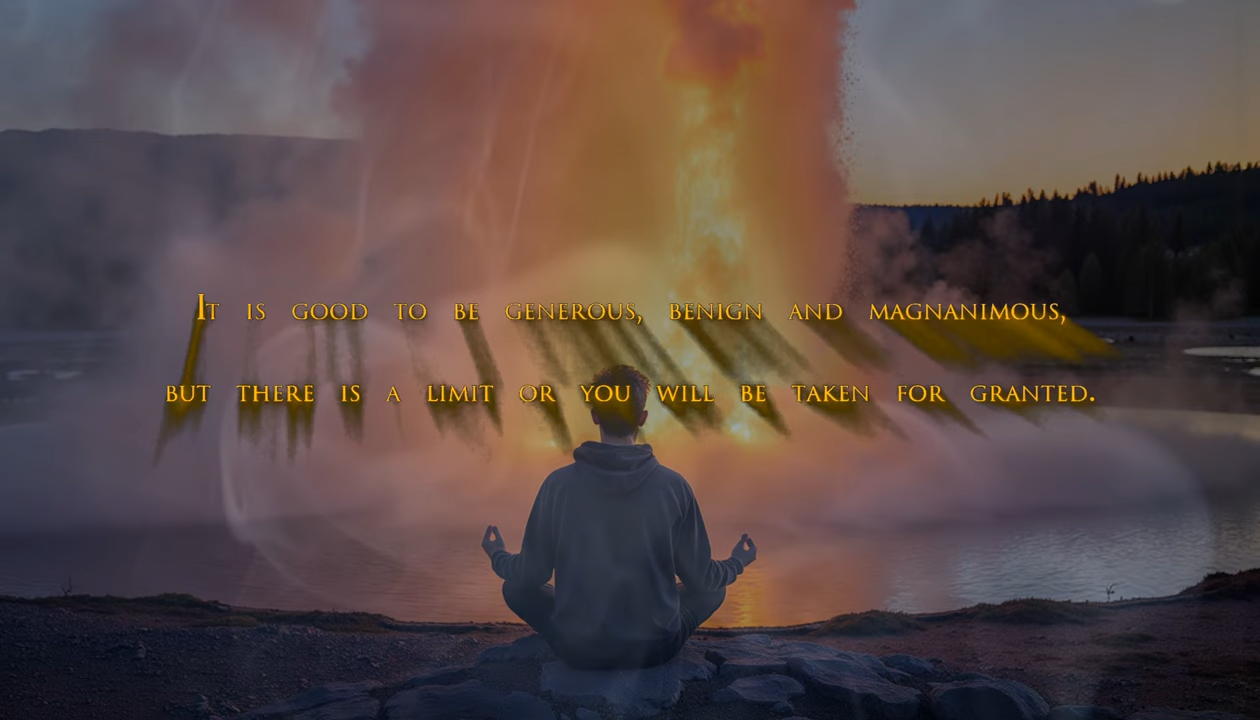 It is good to be generous, benign and magnanimous,
but there is a limit or you will be taken for granted.